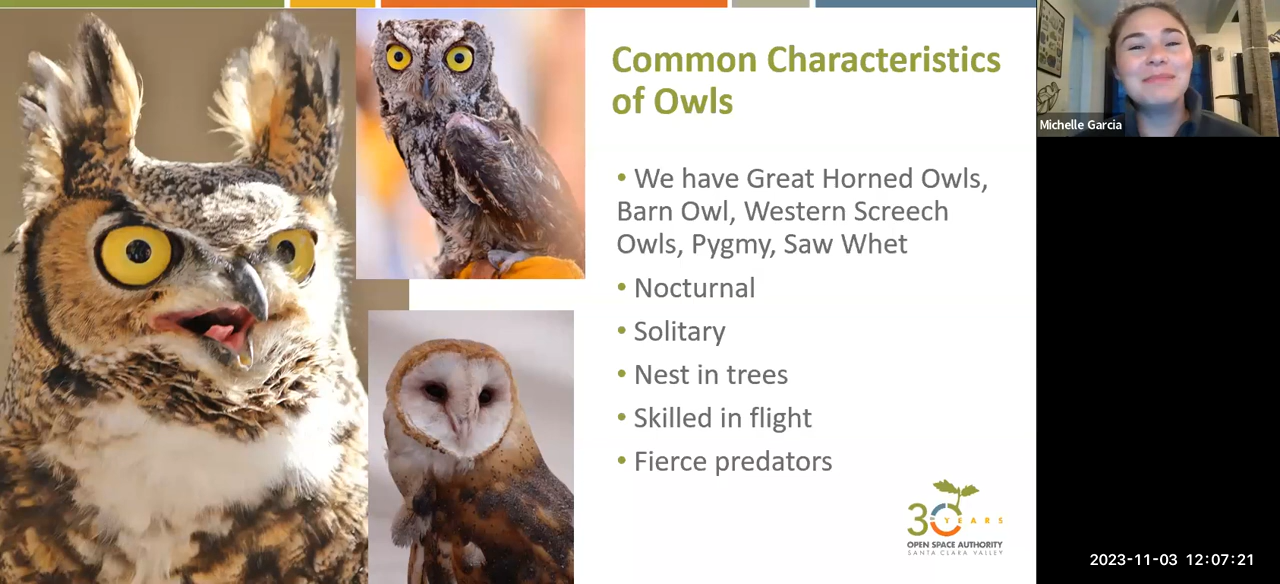 Common Characteristics
of Owls
• We have Great Horned Owls,
Barn Owl, Western Screech
Owls, Pygmy, Saw Whet
• Nocturnal
• Solitary
• Nest in trees
• Skilled in flight
• Fierce predators
30
YEARS
OPEN SPACE AUTHORITY
SANTA CLARA VALLEY
Michelle Garcia
2023-11-03 12:07:21